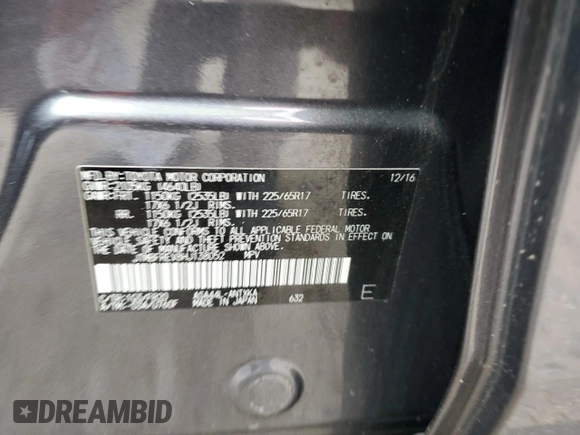 MFD.BY:TOYOTA MOTOR CORPORATION 12/16
GVWR:2105KG (4640LB)
GAWR:FRT. 1150KG (2535LB) WITH 225/65R17 TIRES.
17X6 1/2J RIMS.
RR. 1150KG (2535LB) WITH 225/65R17 TIRES.
17X6 1/2J RIMS.
THIS VEHICLE CONFORMS TO ALL APPLICABLE FEDERAL MOTOR
VEHICLE SAFETY AND THEFT PREVENTION STANDARDS IN EFFECT ON
THE DATE OF MANUFACTURE SHOWN ABOVE.
MPV
ASA44L-ANTXKA 632 E
MADE IN JAPAN
DREAMBID